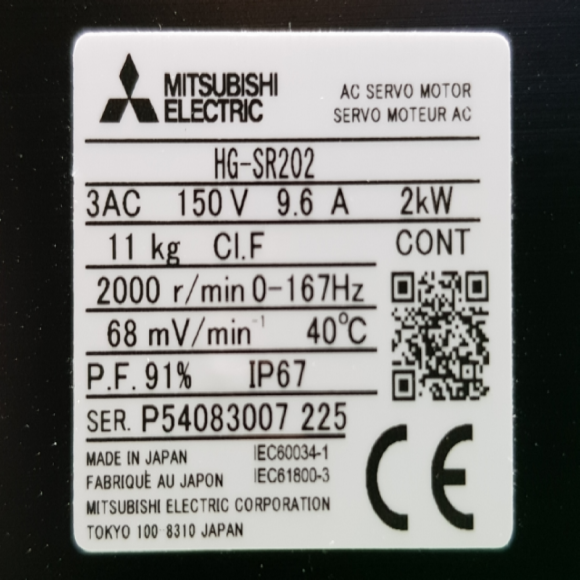 MITSUBISHI
ELECTRIC
AC SERVO MOTOR
SERVO MOTEUR AC
HG-SR202
3AC 150 V 9.6 A 2kW
11 kg Cl.F CONT
2000 r/min 0-167Hz
68 mV/min⁻¹ 40℃
P.F. 91% IP67
SER. P54083007 225
MADE IN JAPAN IEC60034-1
FABRIQUÉ AU JAPON IEC61800-3
MITSUBISHI ELECTRIC CORPORATION
TOKYO 100-8310 JAPAN
CE